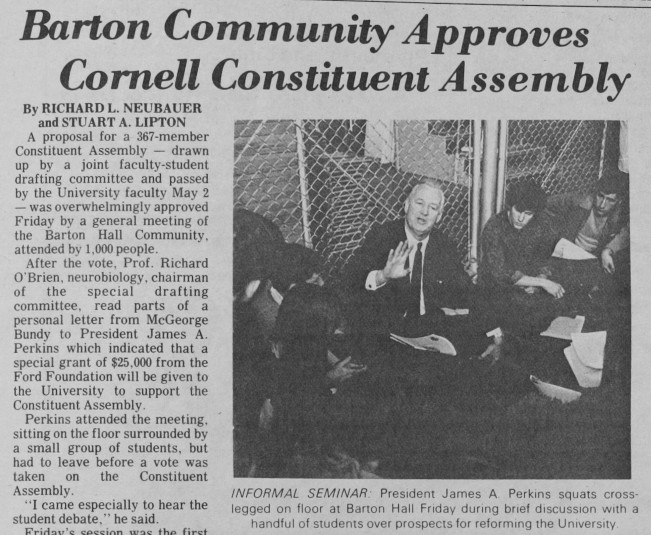 Barton Community Approves
Cornell Constituent Assembly
By RICHARD L. NEUBAUER
and STUART A. LIPTON
A proposal for a 367-member
Constituent Assembly — drawn
up by a joint faculty-student
drafting committee and passed
by the University faculty May 2
— was overwhelmingly approved
Friday by a general meeting of
the Barton Hall Community,
attended by 1,000 people.
After the vote, Prof. Richard
O'Brien, neurobiology, chairman
of the special drafting
committee, read parts of a
personal letter from McGeorge
Bundy to President James A.
Perkins which indicated that a
special grant of $25,000 from the
Ford Foundation will be given to
the University to support the
Constituent Assembly.
Perkins attended the meeting,
sitting on the floor surrounded by
a small group of students, but
had to leave before a vote was
taken on the Constituent
Assembly.
"I came especially to hear the
student debate," he said.
Friday's session was the first
INFORMAL SEMINAR: President James A. Perkins squats cross-
legged on floor at Barton Hall Friday during brief discussion with a
handful of students over prospects for reforming the University.